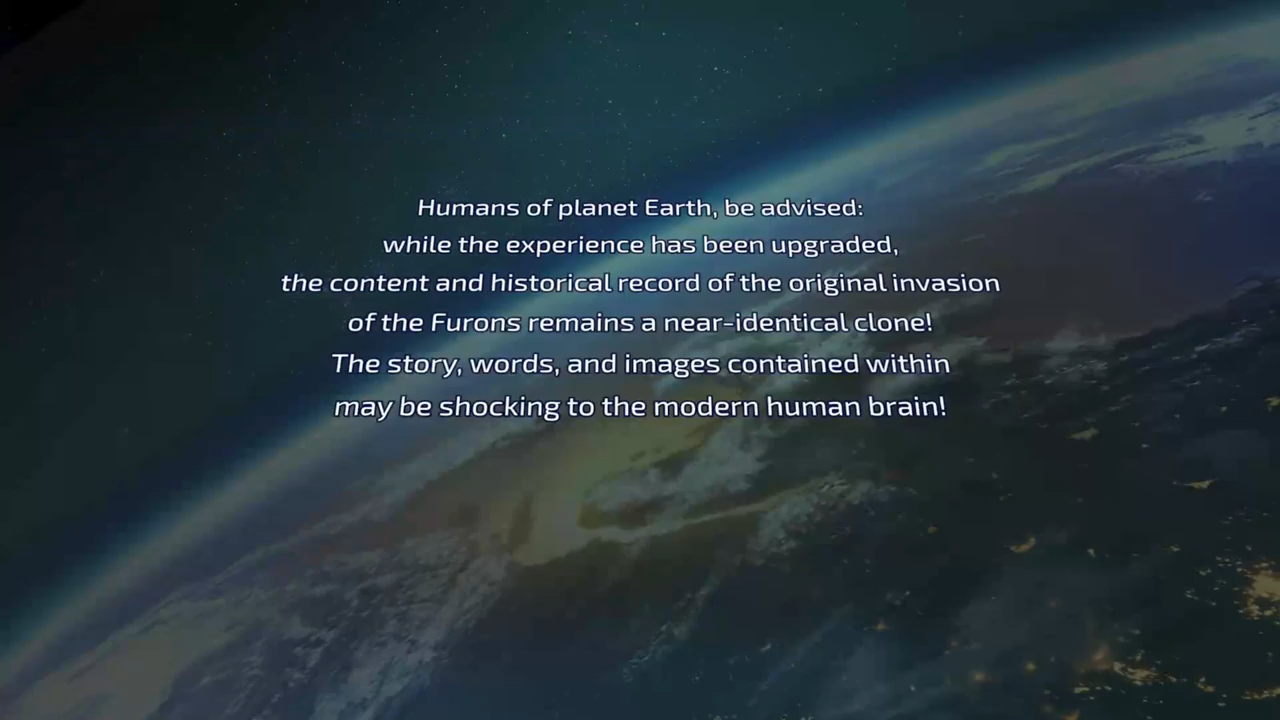 Humans of planet Earth, be advised:
while the experience has been upgraded,
the content and historical record of the original invasion
of the Furons remains a near-identical clone!
The story, words, and images contained within
may be shocking to the modern human brain!